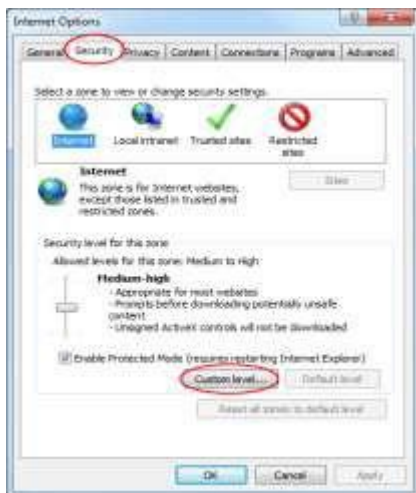 Internet Options
General Security Privacy Content Connections Programs Advanced
Select a zone to view or change security settings.
Internet Local intranet Trusted sites Restricted sites
Internet
Sites
This zone is for Internet websites,
except those listed in trusted and
restricted zones.
Security level for this zone
Allowed levels for this zone: Medium to High
Medium-high
- Appropriate for most websites
- Prompts before downloading potentially unsafe
content
- Unsigned ActiveX controls will not be downloaded
Enable Protected Mode (requires restarting Internet Explorer)
Custom level... Default level
Reset all zones to default level
OK Cancel Apply